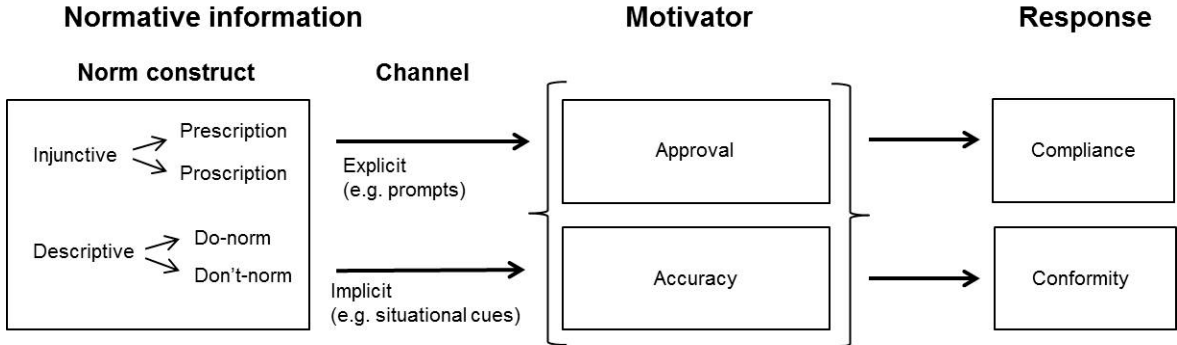 Normative information
Motivator
Response
Norm construct
Channel
Injunctive
Prescription
Proscription
Descriptive
Do-norm
Don't-norm
Explicit
(e.g. prompts)
Implicit
(e.g. situational cues)
Approval
Accuracy
Compliance
Conformity